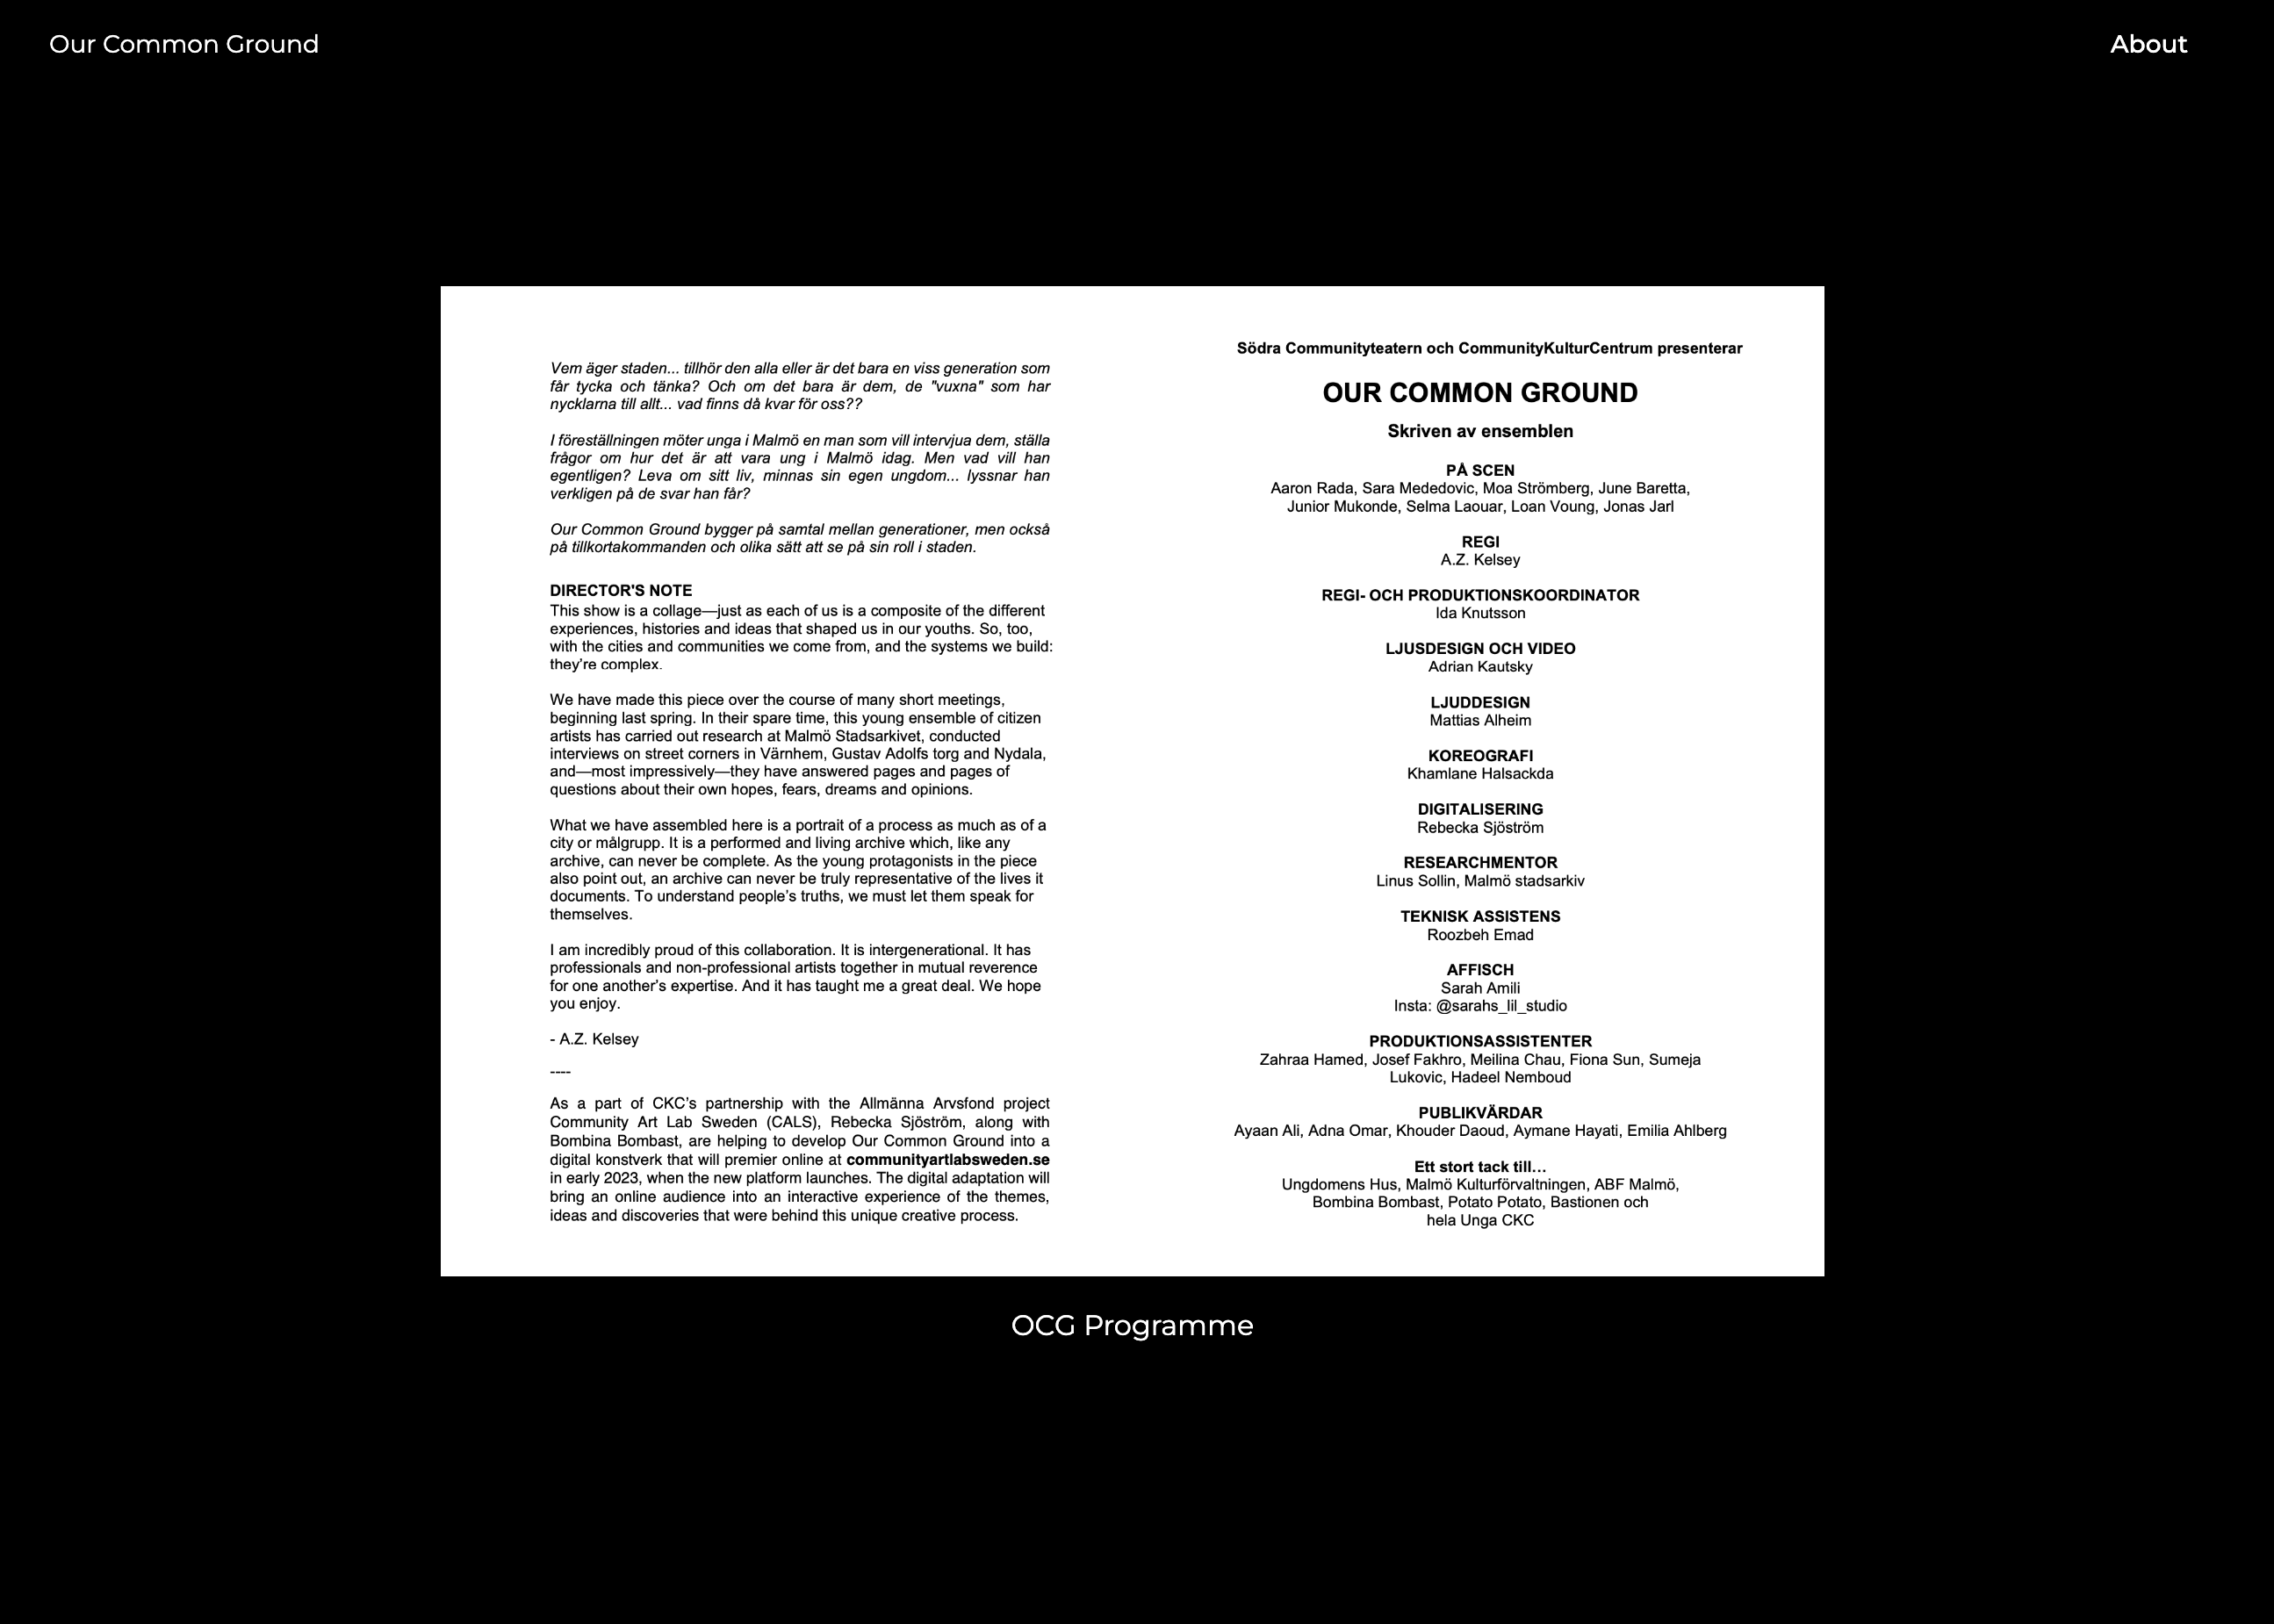 Our Common Ground
About
Vem äger staden... tillhör den alla eller är det bara en viss generation som
får tycka och tänka? Och om det bara är dem, de "vuxna" som har
nycklarna till allt... vad finns då kvar för oss??
I föreställningen möter unga i Malmö en man som vill intervjua dem, ställa
frågor om hur det är att vara ung i Malmö idag. Men vad vill han
egentligen? Leva om sitt liv, minnas sin egen ungdom... lyssnar han
verkligen på de svar han får?
Our Common Ground bygger på samtal mellan generationer, men också
på tillkortakommanden och olika sätt att se på sin roll i staden.
DIRECTOR'S NOTE
This show is a collage—just as each of us is a composite of the different
experiences, histories and ideas that shaped us in our youths. So, too,
with the cities and communities we come from, and the systems we build:
they’re complex.
We have made this piece over the course of many short meetings,
beginning last spring. In their spare time, this young ensemble of citizen
artists has carried out research at Malmö Stadsarkivet, conducted
interviews on street corners in Värnhem, Gustav Adolfs torg and Nydala,
and—most impressively—they have answered pages and pages of
questions about their own hopes, fears, dreams and opinions.
What we have assembled here is a portrait of a process as much as of a
city or målgrupp. It is a performed and living archive which, like any
archive, can never be complete. As the young protagonists in the piece
also point out, an archive can never be truly representative of the lives it
documents. To understand people’s truths, we must let them speak for
themselves.
I am incredibly proud of this collaboration. It is intergenerational. It has
professionals and non-professional artists together in mutual reverence
for one another’s expertise. And it has taught me a great deal. We hope
you enjoy.
- A.Z. Kelsey
----
As a part of CKC’s partnership with the Allmänna Arvsfond project
Community Art Lab Sweden (CALS), Rebecka Sjöström, along with
Bombina Bombast, are helping to develop Our Common Ground into a
digital konstverk that will premier online at communityartlabsweden.se
in early 2023, when the new platform launches. The digital adaptation will
bring an online audience into an interactive experience of the themes,
ideas and discoveries that were behind this unique creative process.
Södra Communityteatern och CommunityKulturCentrum presenterar
OUR COMMON GROUND
Skriven av ensemblen
PÅ SCEN
Aaron Rada, Sara Mededovic, Moa Strömberg, June Baretta,
Junior Mukonde, Selma Laouar, Loan Voung, Jonas Jarl
REGI
A.Z. Kelsey
REGI- OCH PRODUKTIONSKOORDINATOR
Ida Knutsson
LJUSDESIGN OCH VIDEO
Adrian Kautsky
LJUDDESIGN
Mattias Alheim
KOREOGRAFI
Khamlane Halsackda
DIGITALISERING
Rebecka Sjöström
RESEARCHMENTOR
Linus Sollin, Malmö stadsarkiv
TEKNISK ASSISTENS
Roozbeh Emad
AFFISCH
Sarah Amili
Insta: @sarahs_lil_studio
PRODUKTIONSASSISTENTER
Zahraa Hamed, Josef Fakhro, Meilina Chau, Fiona Sun, Sumeja
Lukovic, Hadeel Nemboud
PUBLIKVÄRDAR
Ayaan Ali, Adna Omar, Khouder Daoud, Aymane Hayati, Emilia Ahlberg
Ett stort tack till…
Ungdomens Hus, Malmö Kulturförvaltningen, ABF Malmö,
Bombina Bombast, Potato Potato, Bastionen och
hela Unga CKC
OCG Programme